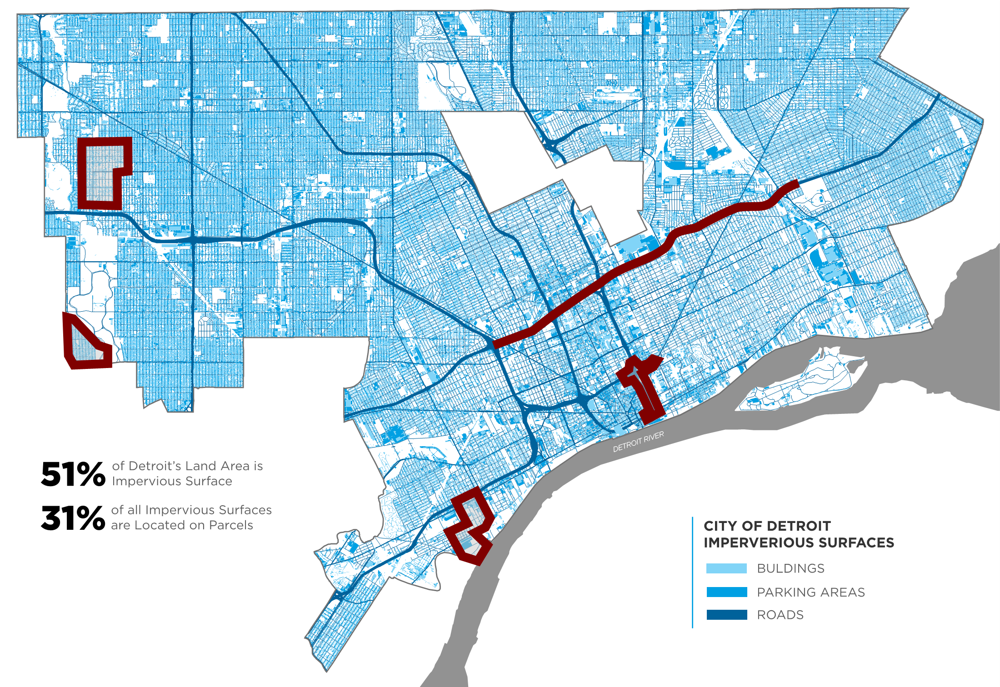 DETROIT RIVER
51%
of Detroit's Land Area is
Impervious Surface
31%
of all Impervious Surfaces
are Located on Parcels
CITY OF DETROIT
IMPERVERIOUS SURFACES
BULDINGS
PARKING AREAS
ROADS